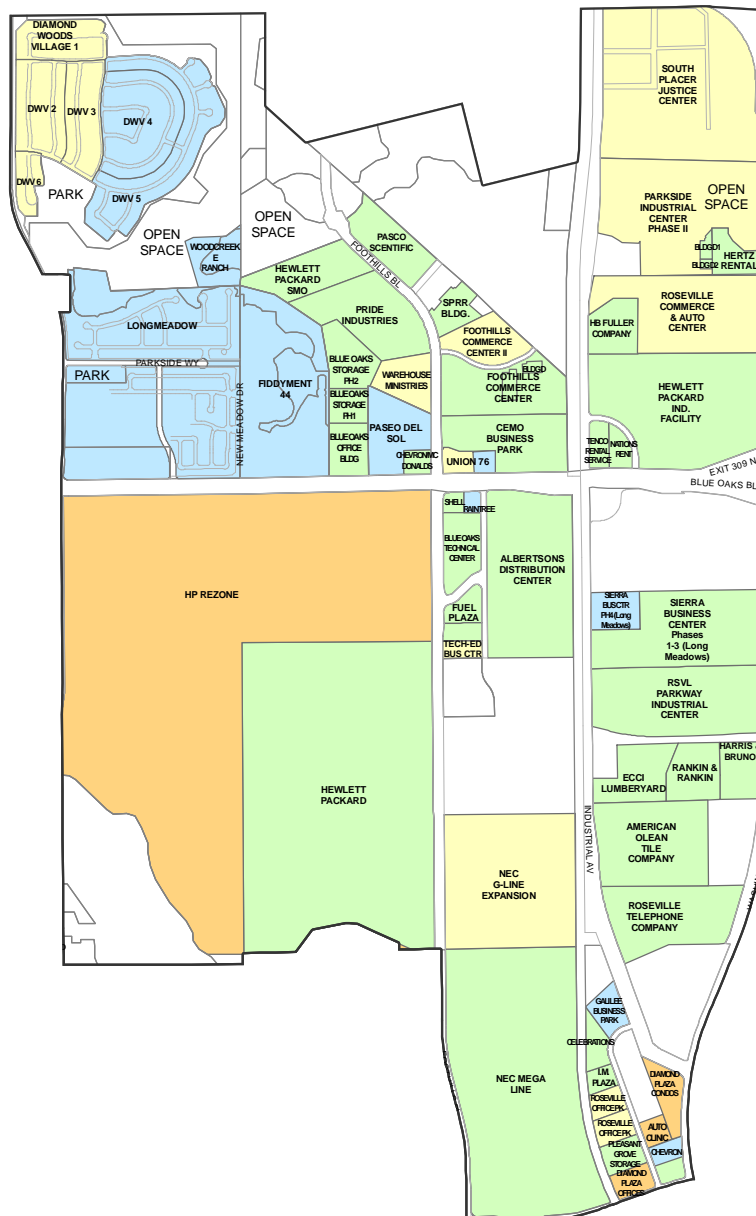 DIAMOND
WOODS
VILLAGE 1
DWV 2
DWV 3
DWV 4
DWV 6
PARK
DWV 5
OPEN
SPACE
WOODCREEK
E
RANCH
OPEN
SPACE
SOUTH
PLACER
JUSTICE
CENTER
PARKSIDE
INDUSTRIAL
CENTER
PHASE II
OPEN
SPACE
BLDGD1
BLDGD2
HERTZ
RENTAL
PASCO
SCIENTIFIC
FOOTHILLS BL
HEWLETT
PACKARD
SMO
PRIDE
INDUSTRIES
SPRR
BLDG.
FOOTHILLS
COMMERCE
CENTER II
ROSEVILLE
COMMERCE
& AUTO
CENTER
HB FULLER
COMPANY
LONGMEADOW
PARKSIDE WY
PARK
NEW MEADOW DR
FIDDYMENT
44
BLUE OAKS
STORAGE
PH2
BLUE OAKS
STORAGE
PH1
BLUE OAKS
OFFICE
BLDG
WAREHOUSE
MINISTRIES
PASEO DEL
SOL
CHEVRON/MC
DONALDS
BLDGD
FOOTHILLS
COMMERCE
CENTER
CEMO
BUSINESS
PARK
UNION 76
HEWLETT
PACKARD
IND.
FACILITY
TENCO
RENTAL
SERVICE
NATIONS
RENT
EXIT 309 N
BLUE OAKS BL
HP REZONE
SHELL
RAINTREE
BLUE OAKS
TECHNICAL
CENTER
ALBERTSONS
DISTRIBUTION
CENTER
FUEL
PLAZA
TECH-ED
BUS CTR
SIERRA
BUSCTR
PH4 (Long
Meadows)
SIERRA
BUSINESS
CENTER
Phases
1-3 (Long
Meadows)
RSVL
PARKWAY
INDUSTRIAL
CENTER
HARRIS
BRUNO
RANKIN &
RANKIN
ECCI
LUMBERYARD
HEWLETT
PACKARD
INDUSTRIAL AV
AMERICAN
OLEAN
TILE
COMPANY
NEC
G-LINE
EXPANSION
ROSEVILLE
TELEPHONE
COMPANY
GALILEE
BUSINESS
PARK
CELEBRATIONS
NEC MEGA
LINE
I.M.
PLAZA
ROSEVILLE
OFFICE PK
ROSEVILLE
OFFICE PK
PLEASANT
GROVE
STORAGE
DIAMOND
PLAZA
OFFICES
DIAMOND
PLAZA
CONDOS
AUTO
CLINIC
CHEVRON